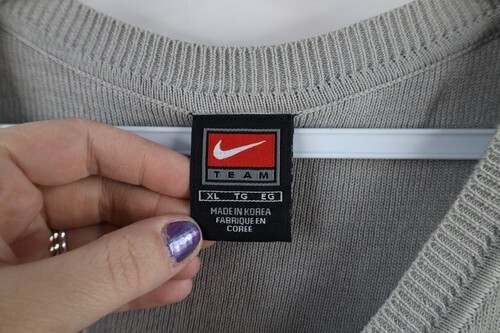 TEAM
XL TG EG
MADE IN KOREA
FABRIQUE EN
COREE